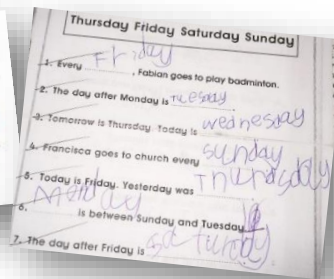 Thursday Friday Saturday Sunday
1. Every Friday, Fabian goes to play badminton.
2. The day after Monday is Tuesday
3. Tomorrow is Thursday Today is wednesday
4. Francisca goes to church every sunday
5. Today is Friday. Yesterday was Thursday
6. Monday is between Sunday and Tuesday
7. The day after Friday is saturday.